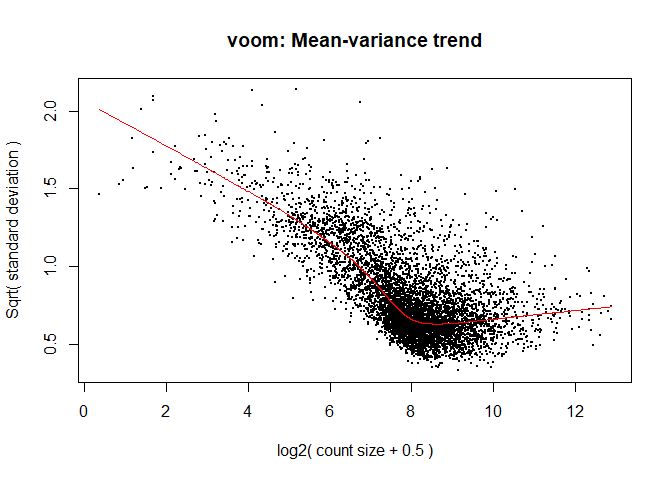 voom: Mean-variance trend
Sqrt( standard deviation )
2.0
1.5
1.0
0.5
0 2 4 6 8 10 12
log2( count size + 0.5 )